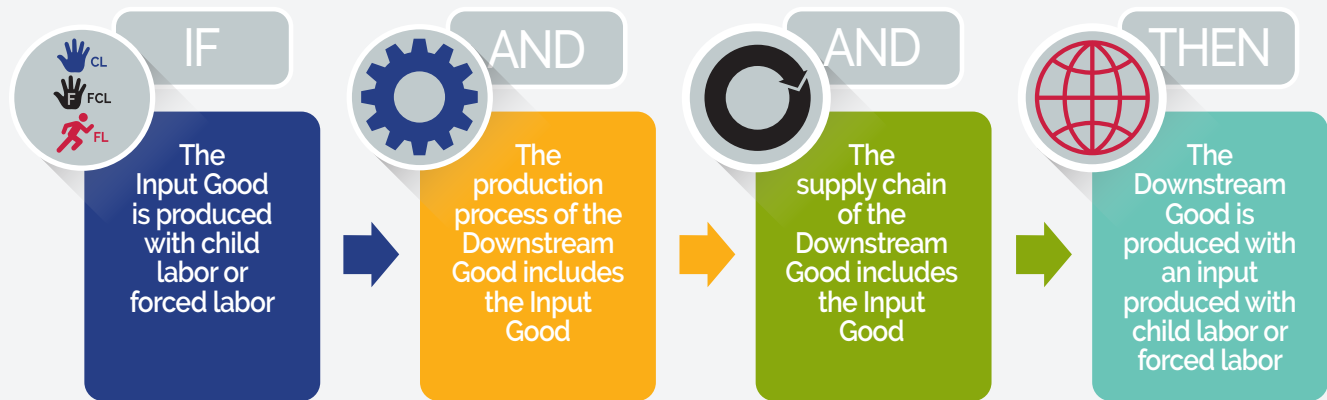 IF
CL
F
FCL
FL
The
Input Good
is produced
with child
labor or
forced labor
AND
The
production
process of the
Downstream
Good includes
the Input
Good
AND
The
supply chain
of the
Downstream
Good includes
the Input
Good
THEN
The
Downstream
Good is
produced with
an input
produced with
child labor or
forced labor